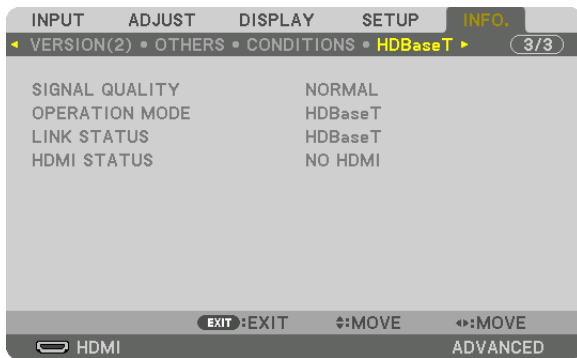 INPUT ADJUST DISPLAY SETUP INFO.
VERSION(2) • OTHERS • CONDITIONS • HDBaseT 3/3
SIGNAL QUALITY NORMAL
OPERATION MODE HDBaseT
LINK STATUS HDBaseT
HDMI STATUS NO HDMI
EXIT:EXIT :MOVE :MOVE
HDMI ADVANCED